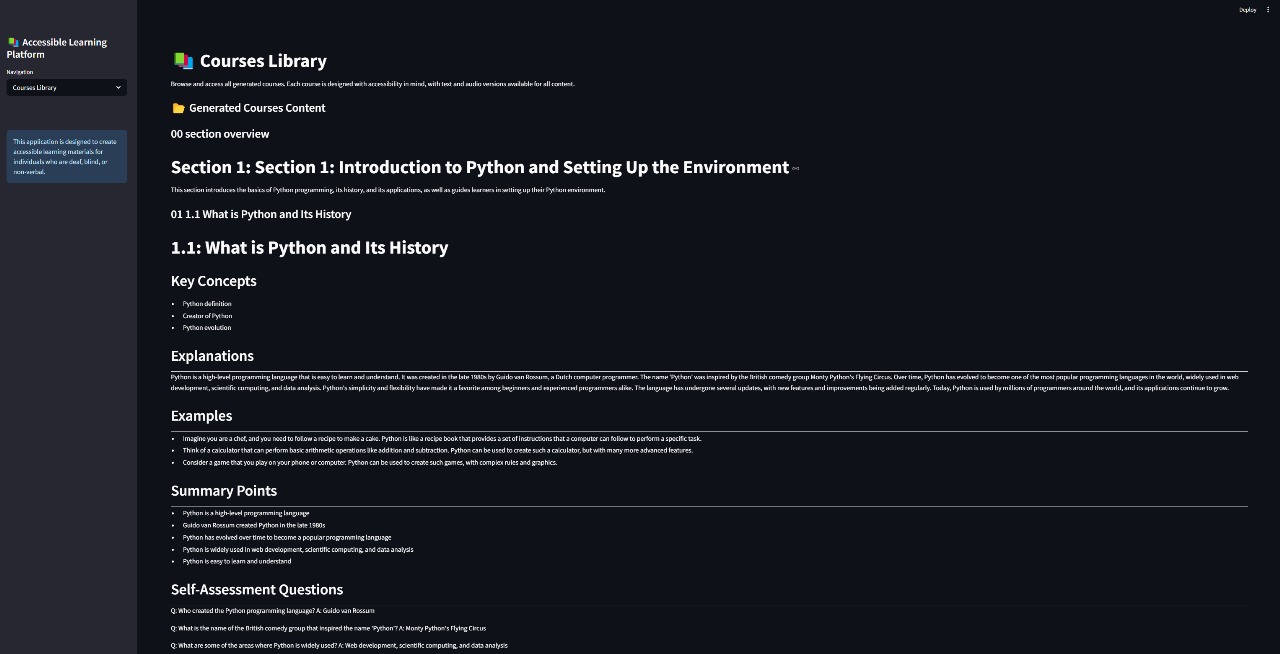 Deploy
Accessible Learning
Platform
Navigation
Courses Library
This application is designed to create
accessible learning materials for
individuals who are deaf, blind, or
non-verbal.
Courses Library
Browse and access all generated courses. Each course is designed with accessibility in mind, with text and audio versions available for all content.
Generated Courses Content
00 section overview
Section 1: Section 1: Introduction to Python and Setting Up the Environment
This section introduces the basics of Python programming, its history, and its applications, as well as guides learners in setting up their Python environment.
01 1.1 What is Python and Its History
1.1: What is Python and Its History
Key Concepts
• Python definition
• Creator of Python
• Python evolution
Explanations
Python is a high-level programming language that is easy to learn and understand. It was created in the late 1980s by Guido van Rossum, a Dutch computer programmer. The name 'Python' was inspired by the British comedy group Monty Python's Flying Circus. Over time, Python has evolved to become one of the most popular programming languages in the world, widely used in web
development, scientific computing, and data analysis. Python's simplicity and flexibility have made it a favorite among beginners and experienced programmers alike. The language has undergone several updates, with new features and improvements being added regularly. Today, Python is used by millions of programmers around the world, and its applications continue to grow.
Examples
• Imagine you are a chef, and you need to follow a recipe to make a cake. Python is like a recipe book that provides a set of instructions that a computer can follow to perform a specific task.
• Think of a calculator that can perform basic arithmetic operations like addition and subtraction. Python can be used to create such a calculator, but with many more advanced features.
• Consider a game that you play on your phone or computer. Python can be used to create such games, with complex rules and graphics.
Summary Points
• Python is a high-level programming language
• Guido van Rossum created Python in the late 1980s
• Python has evolved over time to become a popular programming language
• Python is widely used in web development, scientific computing, and data analysis
• Python is easy to learn and understand
Self-Assessment Questions
Q: Who created the Python programming language? A: Guido van Rossum
Q: What is the name of the British comedy group that inspired the name 'Python'? A: Monty Python's Flying Circus
Q: What are some of the areas where Python is widely used? A: Web development, scientific computing, and data analysis